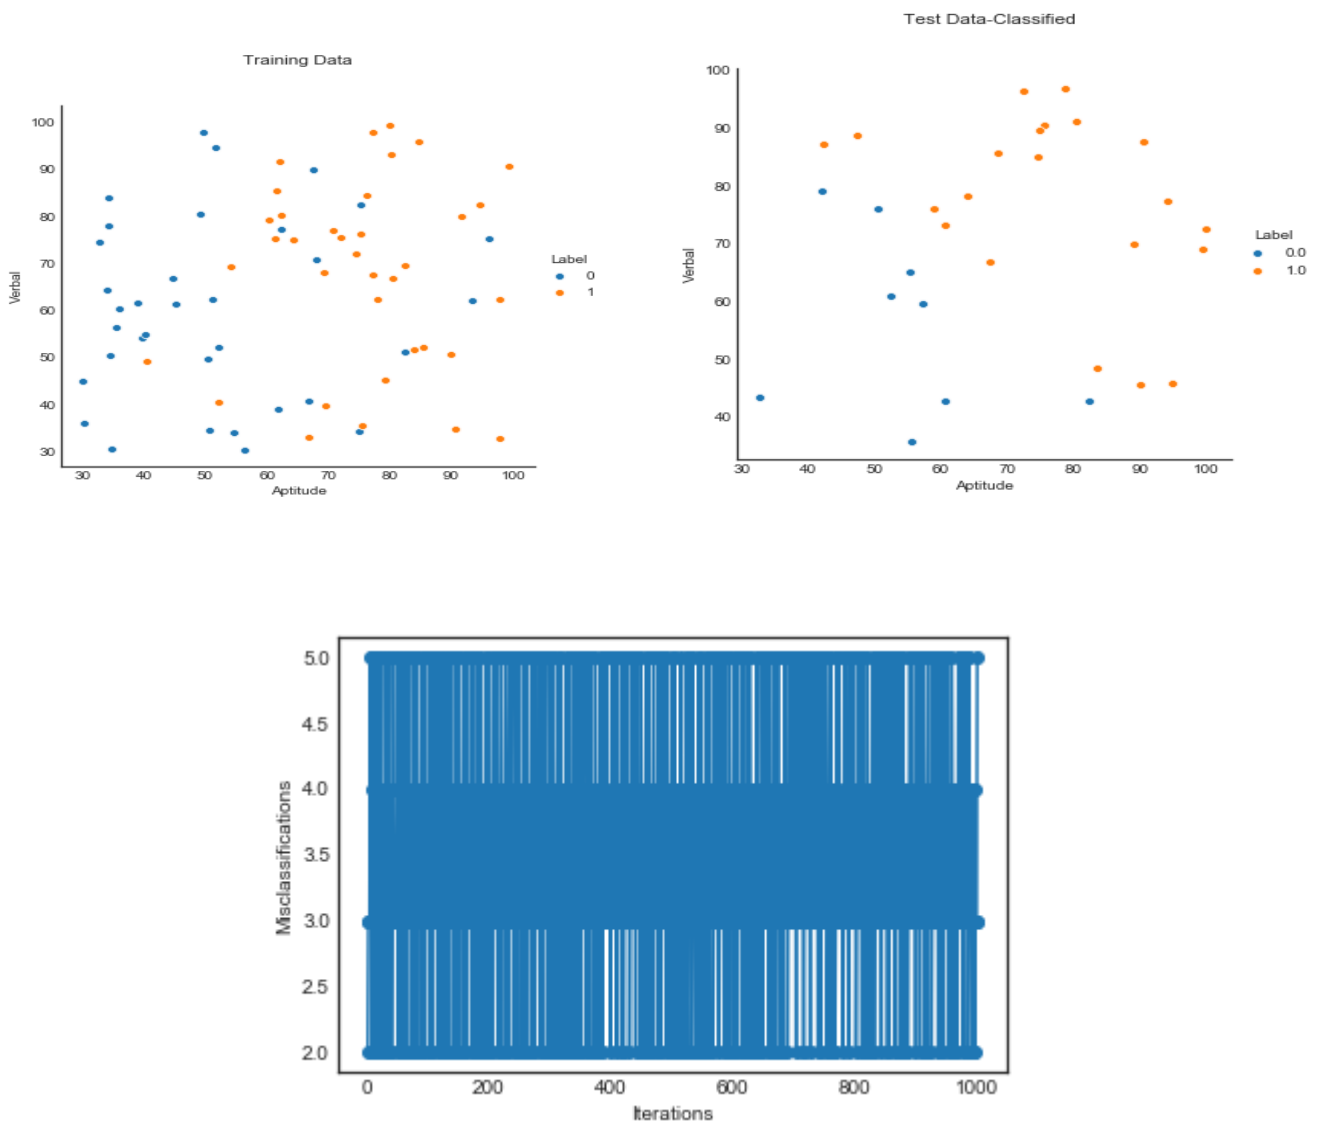 Test Data-Classified
Training Data
100
90
80
70
60
50
40
30
Verbal
30 40 50 60 70 80 90 100
Aptitude
Label
0
1
100
90
80
70
60
50
40
Verbal
30 40 50 60 70 80 90 100
Aptitude
Label
0.0
1.0
5.0
4.5
4.0
3.5
3.0
2.5
2.0
Misclassifications
0 200 400 600 800 1000
Iterations